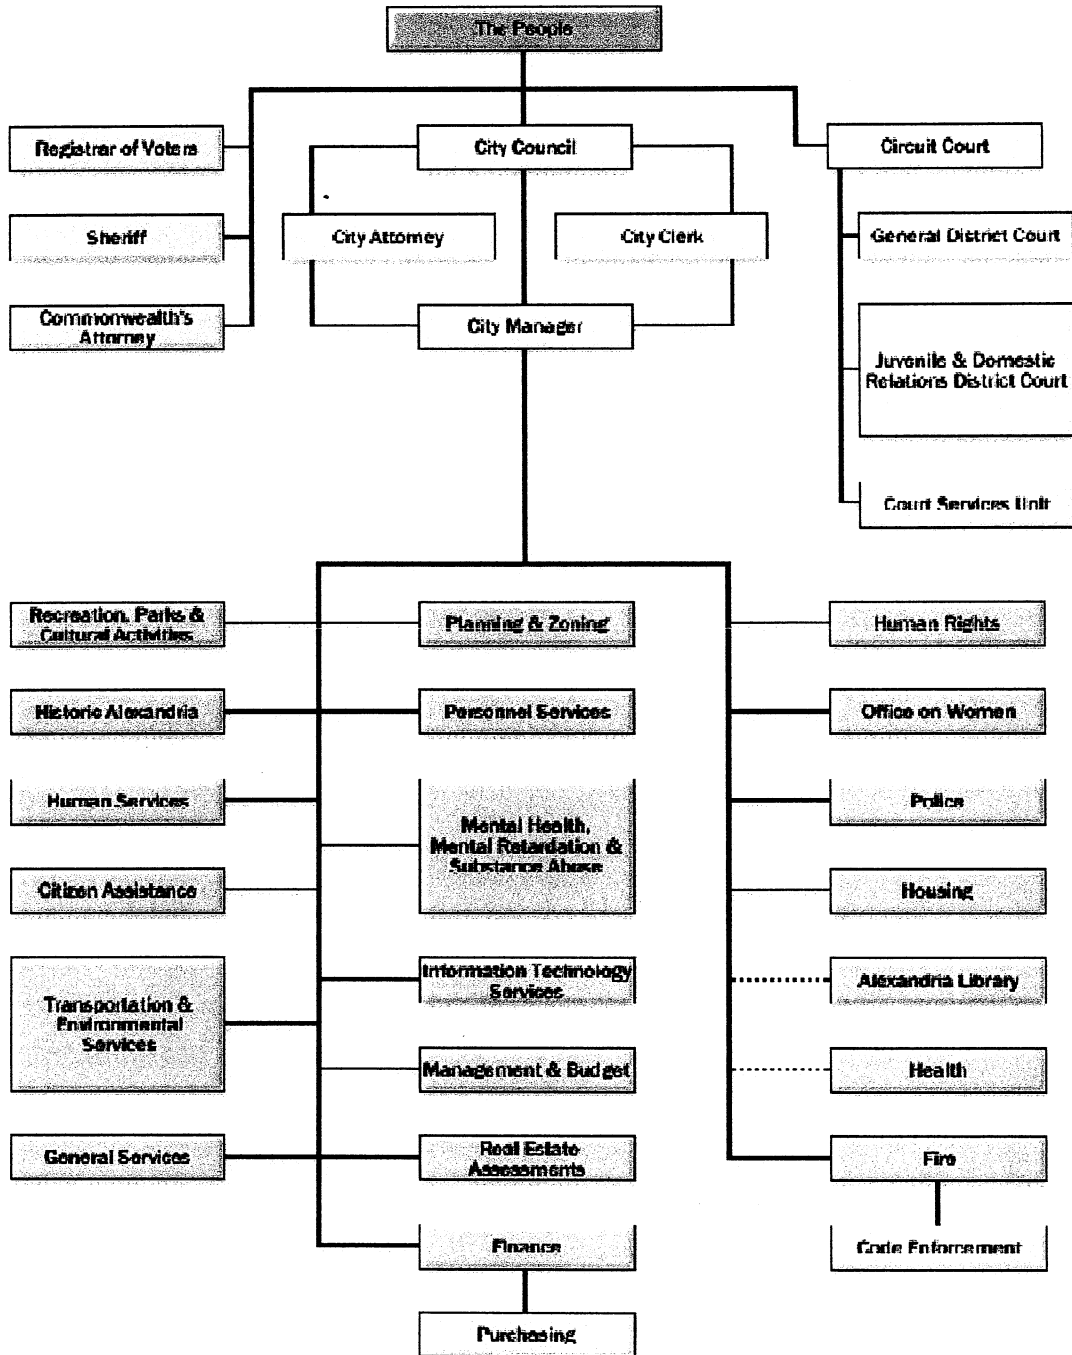 The People
Registrar of Voters
City Council
Circuit Court
Sheriff
City Attorney
City Clerk
General District Court
Commonwealth's
Attorney
City Manager
Juvenile & Domestic
Relations District Court
Court Services Unit
Recreation, Parks &
Cultural Activities
Planning & Zoning
Human Rights
Historic Alexandria
Personnel Services
Office on Women
Human Services
Mental Health,
Mental Retardation &
Substance Abuse
Police
Citizen Assistance
Housing
Transportation &
Environmental
Services
Information Technology
Services
Alexandria Library
Management & Budget
Health
General Services
Real Estate
Assessments
Fire
Finance
Code Enforcement
Purchasing